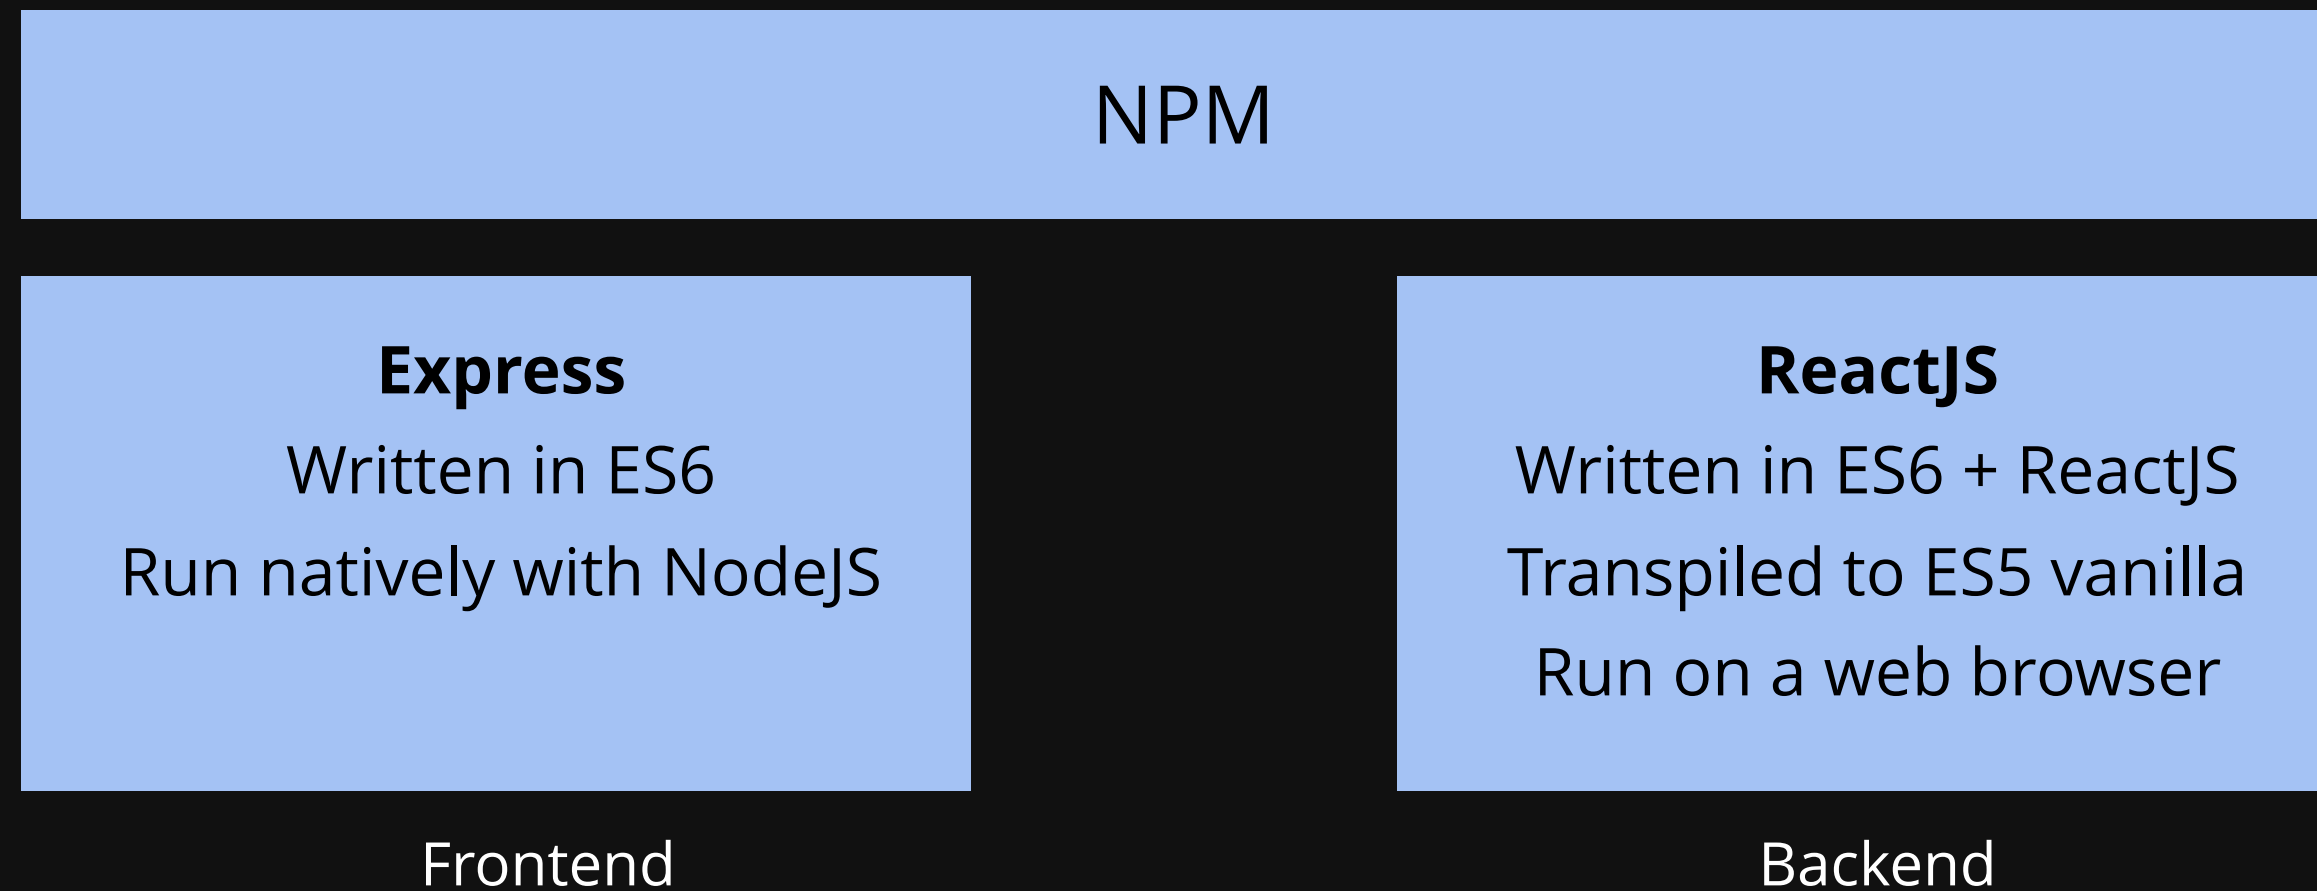 NPM
Express
Written in ES6
Run natively with NodeJS
ReactJS
Written in ES6 + ReactJS
Transpiled to ES5 vanilla
Run on a web browser
Frontend
Backend